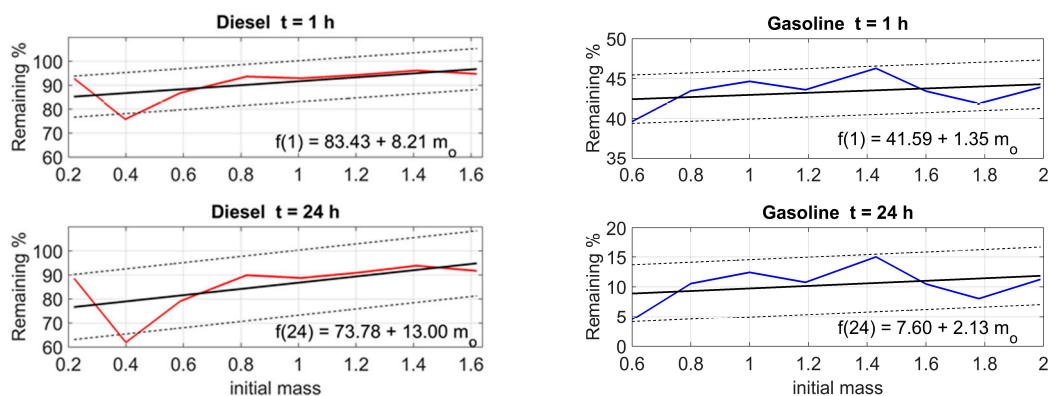 Diesel t = 1 h
Remaining %
100
90
80
70
60
f(1) = 83.43 + 8.21 mo
0.2 0.4 0.6 0.8 1 1.2 1.4 1.6
Gasoline t = 1 h
Remaining %
50
45
40
35
f(1) = 41.59 + 1.35 mo
0.6 0.8 1 1.2 1.4 1.6 1.8 2
Diesel t = 24 h
Remaining %
100
90
80
70
60
f(24) = 73.78 + 13.00 mo
0.2 0.4 0.6 0.8 1 1.2 1.4 1.6
initial mass
Gasoline t = 24 h
Remaining %
20
15
10
5
0
f(24) = 7.60 + 2.13 mo
0.6 0.8 1 1.2 1.4 1.6 1.8 2
initial mass